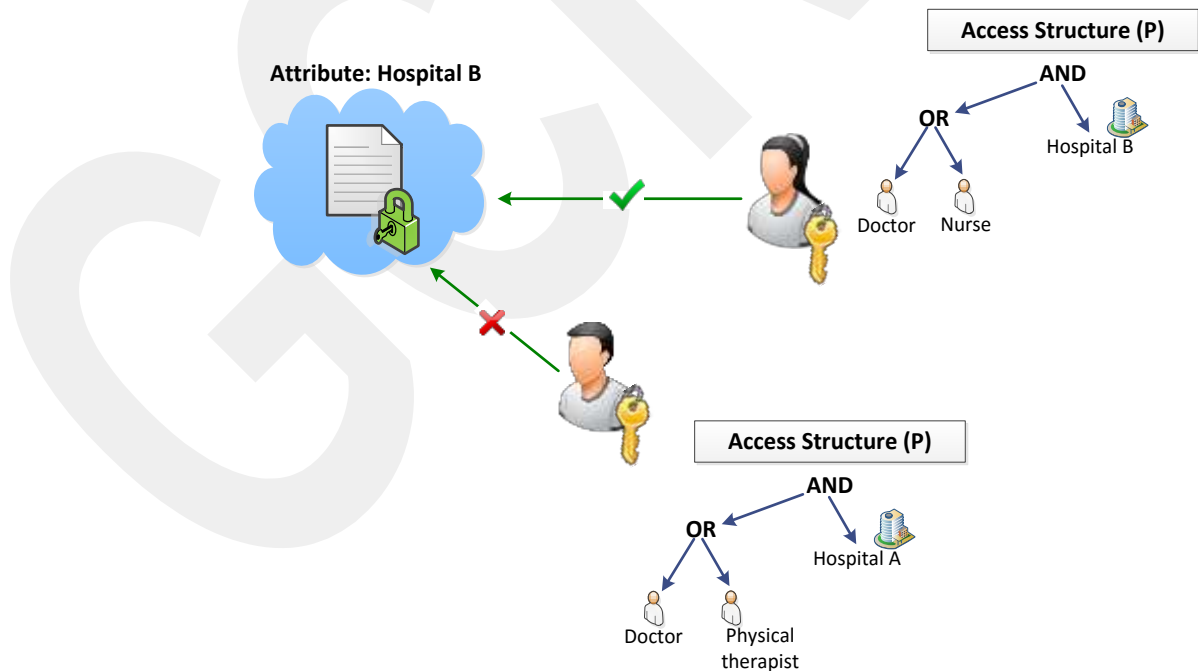 Access Structure (P)
Attribute: Hospital B
AND
OR
Hospital B
Doctor
Nurse
Access Structure (P)
AND
OR
Hospital A
Doctor
Physical
therapist